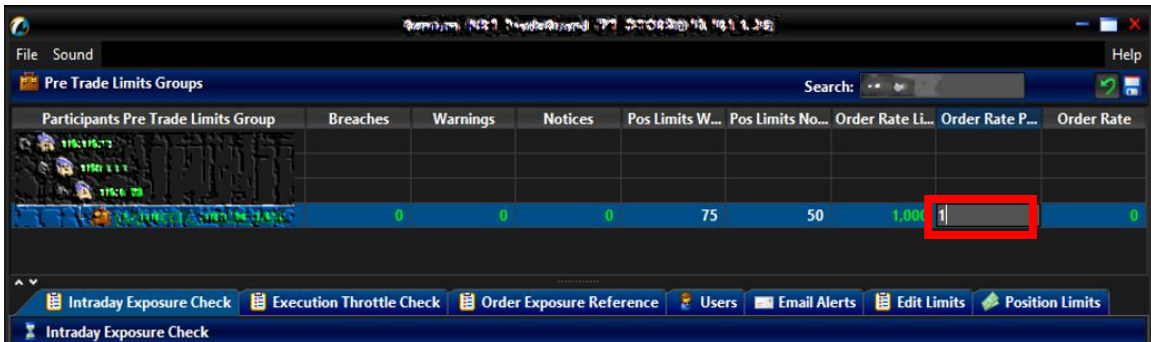 File Sound Help
Pre Trade Limits Groups Search:
Participants Pre Trade Limits Group Breaches Warnings Notices Pos Limits W... Pos Limits No... Order Rate Li... Order Rate P... Order Rate
0 0 0 75 50 1,000 1 0
Intraday Exposure Check Execution Throttle Check Order Exposure Reference Users Email Alerts Edit Limits Position Limits
Intraday Exposure Check